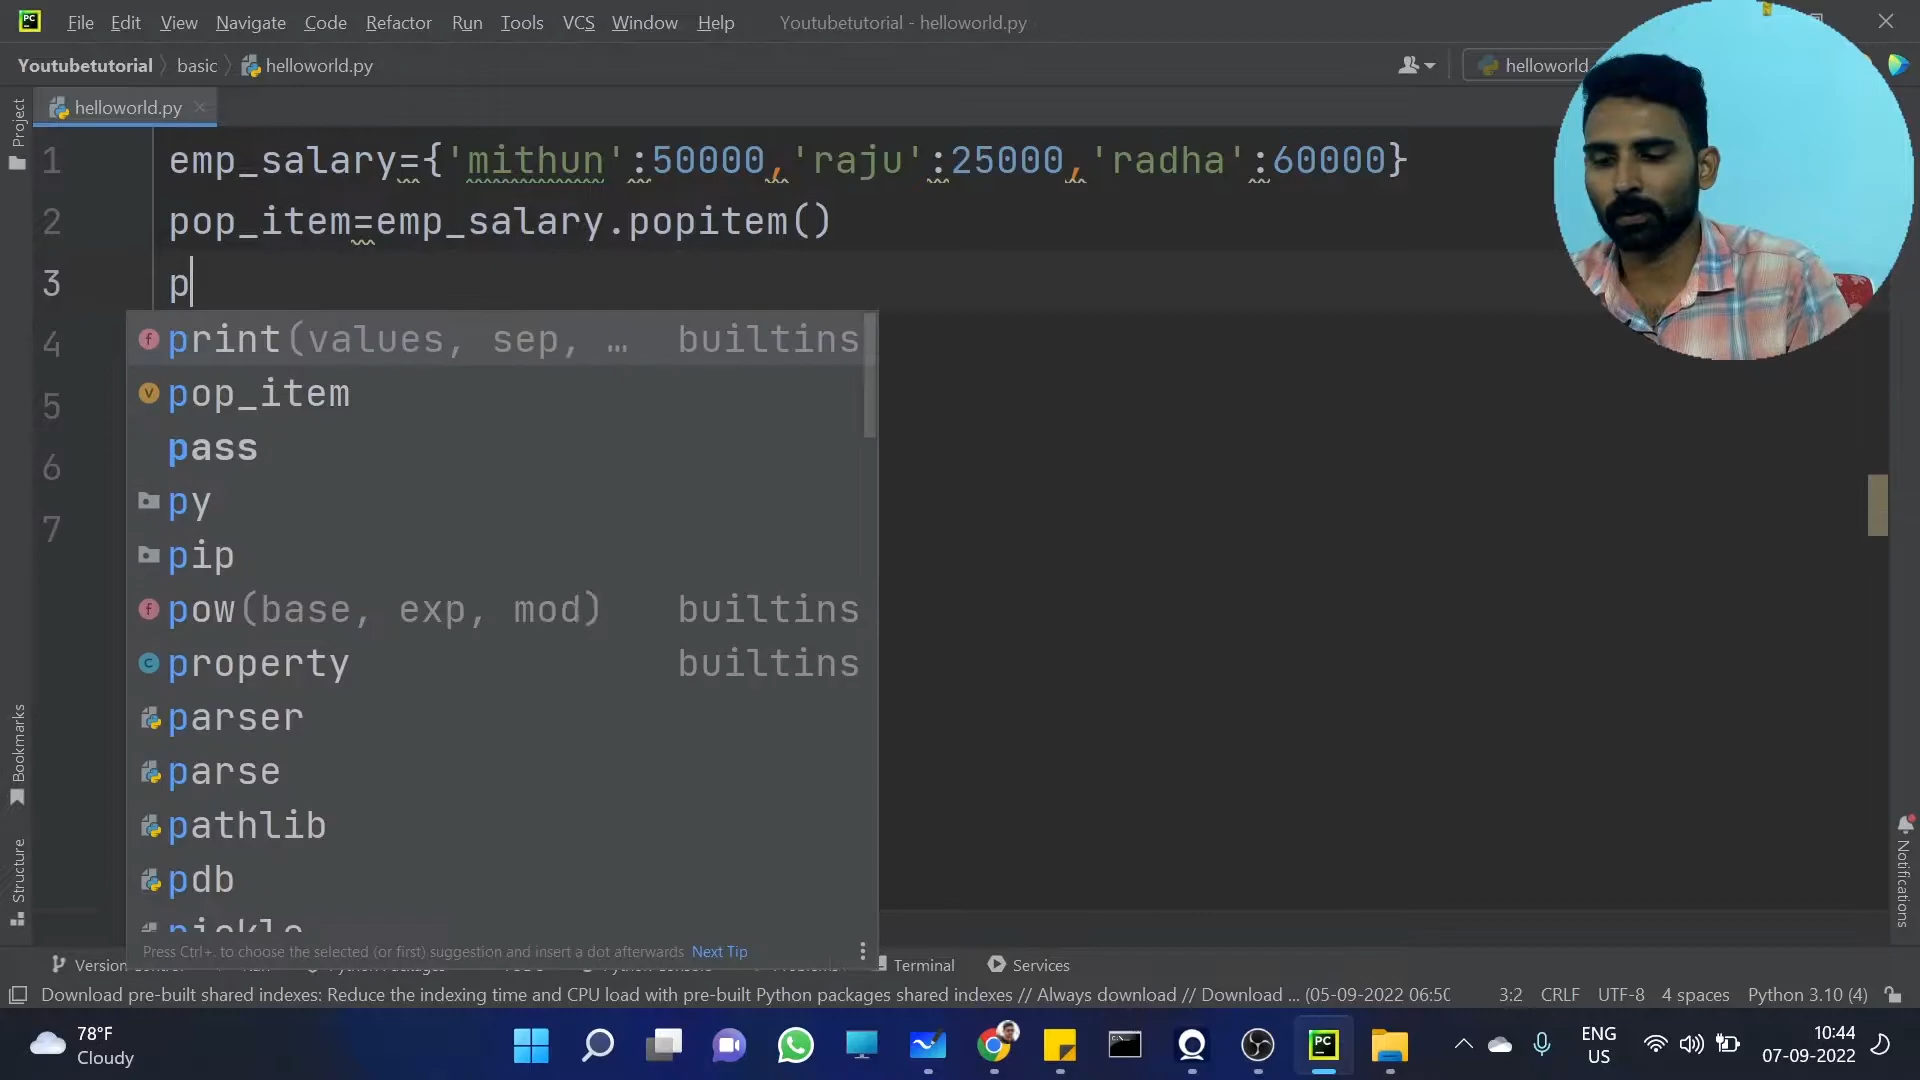 PC File Edit View Navigate Code Refactor Run Tools VCS Window Help Youtubetutorial - helloworld.py
Youtubetutorial basic helloworld.py helloworld
helloworld.py
Project
1 emp_salary={'mithun':50000,'raju':25000,'radha':60000}
2 pop_item=emp_salary.popitem()
3 p
4 print(values, sep, … builtins
pop_item
5
pass
6
py
7
pip
pow(base, exp, mod) builtins
property builtins
parser
parse
pathlib
pdb
pickle
Bookmarks
Structure
Notifications
Press Ctrl+. to choose the selected (or first) suggestion and insert a dot afterwards Next Tip
Version Terminal Services
Download pre-built shared indexes: Reduce the indexing time and CPU load with pre-built Python packages shared indexes // Always download // Download ... (05-09-2022 06:50 3:2 CRLF UTF-8 4 spaces Python 3.10 (4)
78°F
Cloudy
PC
ENG
US
10:44
07-09-2022